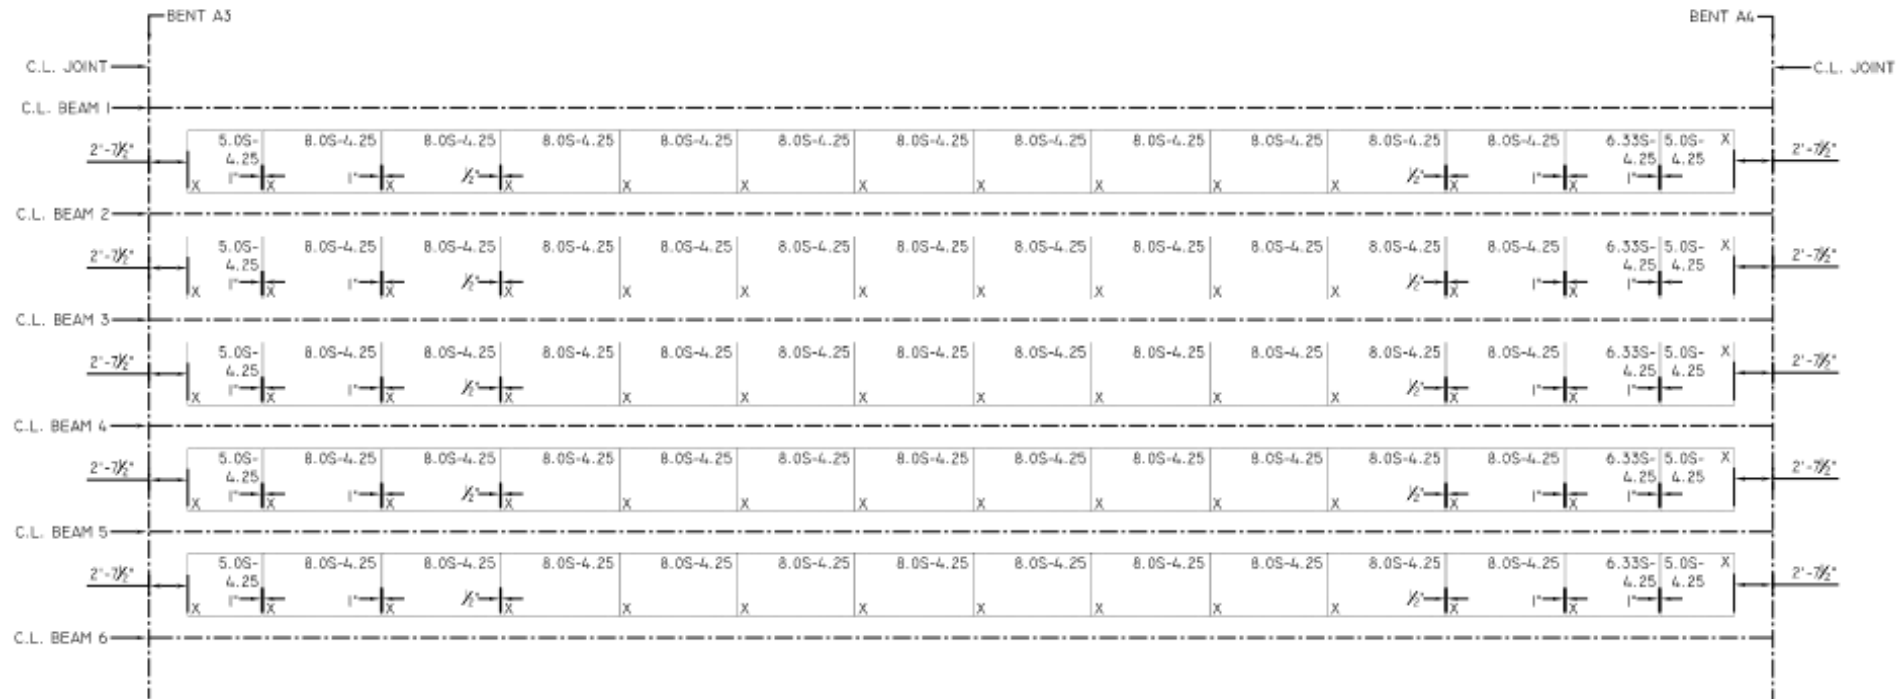 BENT A3 BENT A4
C.L. JOINT C.L. JOINT
C.L. BEAM 1
5.0S- 8.0S-4.25 8.0S-4.25 8.0S-4.25 8.0S-4.25 8.0S-4.25 8.0S-4.25 8.0S-4.25 8.0S-4.25 8.0S-4.25 8.0S-4.25 8.0S-4.25 6.33S- 5.0S- X
2'-7½" 4.25 4.25 4.25 2'-7½"
1" 1" ½" ½" 1" 1"
X X X X X X X X X X X X X
C.L. BEAM 2
5.0S- 8.0S-4.25 8.0S-4.25 8.0S-4.25 8.0S-4.25 8.0S-4.25 8.0S-4.25 8.0S-4.25 8.0S-4.25 8.0S-4.25 8.0S-4.25 8.0S-4.25 6.33S- 5.0S- X
2'-7½" 4.25 4.25 4.25 2'-7½"
1" 1" ½" ½" 1" 1"
X X X X X X X X X X X X X
C.L. BEAM 3
5.0S- 8.0S-4.25 8.0S-4.25 8.0S-4.25 8.0S-4.25 8.0S-4.25 8.0S-4.25 8.0S-4.25 8.0S-4.25 8.0S-4.25 8.0S-4.25 8.0S-4.25 6.33S- 5.0S- X
2'-7½" 4.25 4.25 4.25 2'-7½"
1" 1" ½" ½" 1" 1"
X X X X X X X X X X X X X
C.L. BEAM 4
5.0S- 8.0S-4.25 8.0S-4.25 8.0S-4.25 8.0S-4.25 8.0S-4.25 8.0S-4.25 8.0S-4.25 8.0S-4.25 8.0S-4.25 8.0S-4.25 8.0S-4.25 6.33S- 5.0S- X
2'-7½" 4.25 4.25 4.25 2'-7½"
1" 1" ½" ½" 1" 1"
X X X X X X X X X X X X X
C.L. BEAM 5
5.0S- 8.0S-4.25 8.0S-4.25 8.0S-4.25 8.0S-4.25 8.0S-4.25 8.0S-4.25 8.0S-4.25 8.0S-4.25 8.0S-4.25 8.0S-4.25 8.0S-4.25 6.33S- 5.0S- X
2'-7½" 4.25 4.25 4.25 2'-7½"
1" 1" ½" ½" 1" 1"
X X X X X X X X X X X X X
C.L. BEAM 6